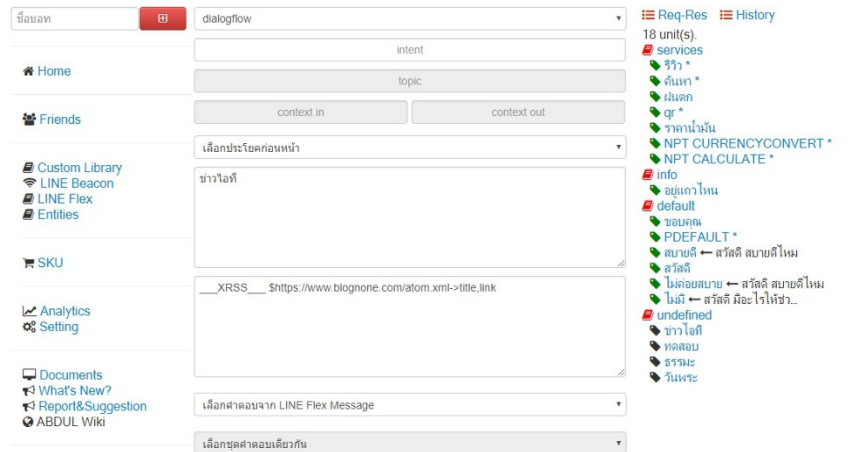 ชื่อบอท
Home
Friends
Custom Library
LINE Beacon
LINE Flex
Entities
SKU
Analytics
Setting
Documents
What's New?
Report&Suggestion
ABDUL Wiki
dialogflow
intent
topic
context in context out
เลือกประโยคก่อนหน้า
ข่าวไอที
___XRSS___ $https://www.blognone.com/atom.xml->title,link
เลือกคำตอบจาก LINE Flex Message
เลือกชุดคำตอบเดียวกัน
Req-Res History
18 unit(s).
services
รีวิว *
ค้นหา *
ฝนตก
qr *
ราคาน้ำมัน
NPT CURRENCYCONVERT *
NPT CALCULATE *
info
อยู่แถวไหน
default
ขอบคุณ
PDEFAULT *
สบายดี ← สวัสดี สบายดีไหม
สวัสดี
ไม่ค่อยสบาย ← สวัสดี สบายดีไหม
ไม่มี ← สวัสดี มีอะไรให้ช่ว...
undefined
ข่าวไอที
ทดสอบ
ธรรมะ
วันพระ